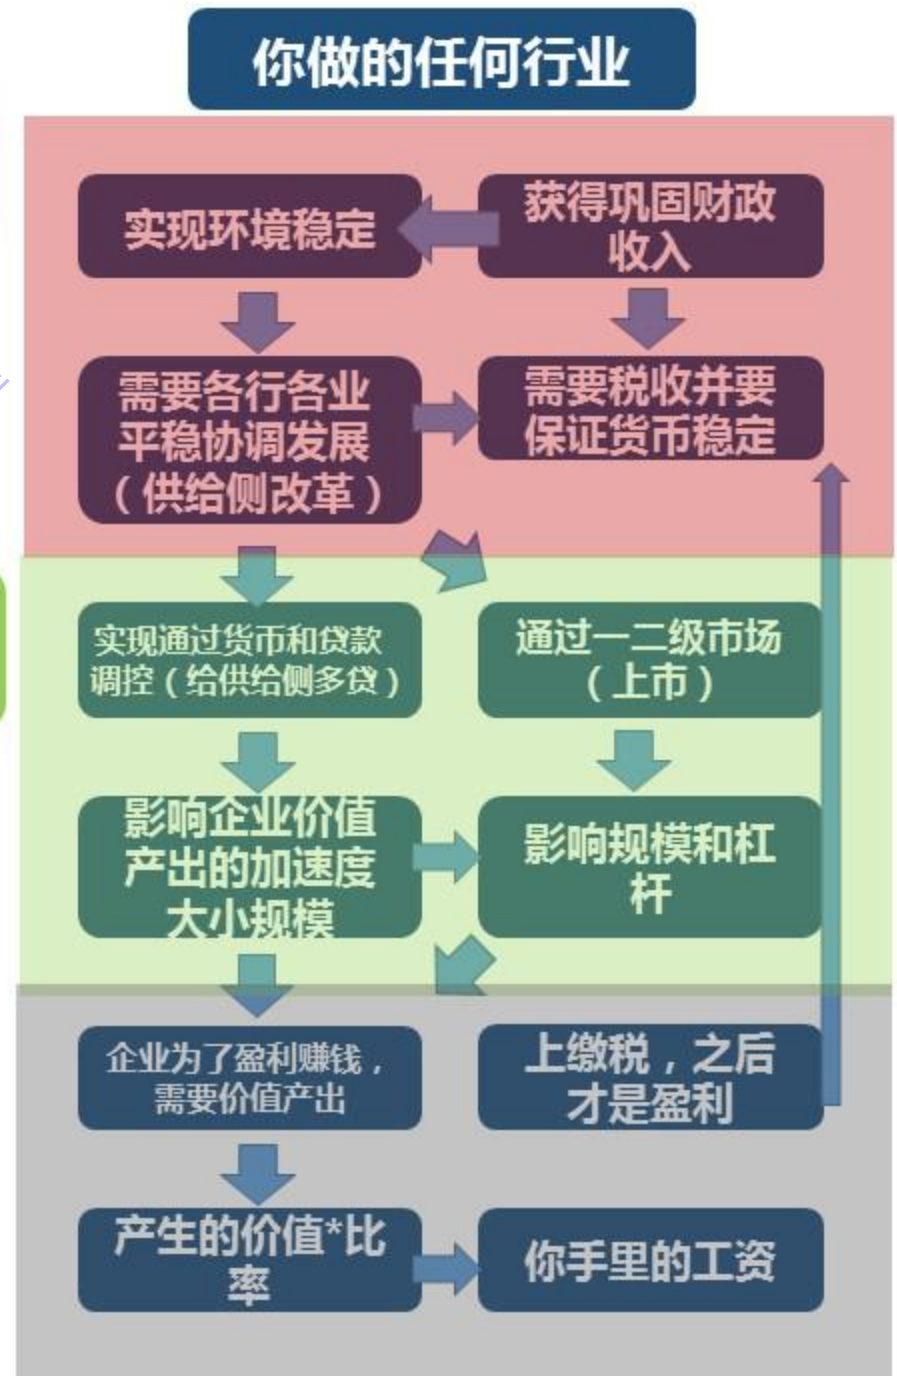 你做的任何行业
实现环境稳定
获得巩固财政
收入
需要各行各业
平稳协调发展
（供给侧改革）
需要税收并要
保证货币稳定
实现通过货币和贷款
调控（给供给侧多贷）
通过一二级市场
（上市）
影响企业价值
产出的加速度
大小规模
影响规模和杠
杆
企业为了盈利赚钱，
需要价值产出
上缴税，之后
才是盈利
产生的价值*比
率
你手里的工资